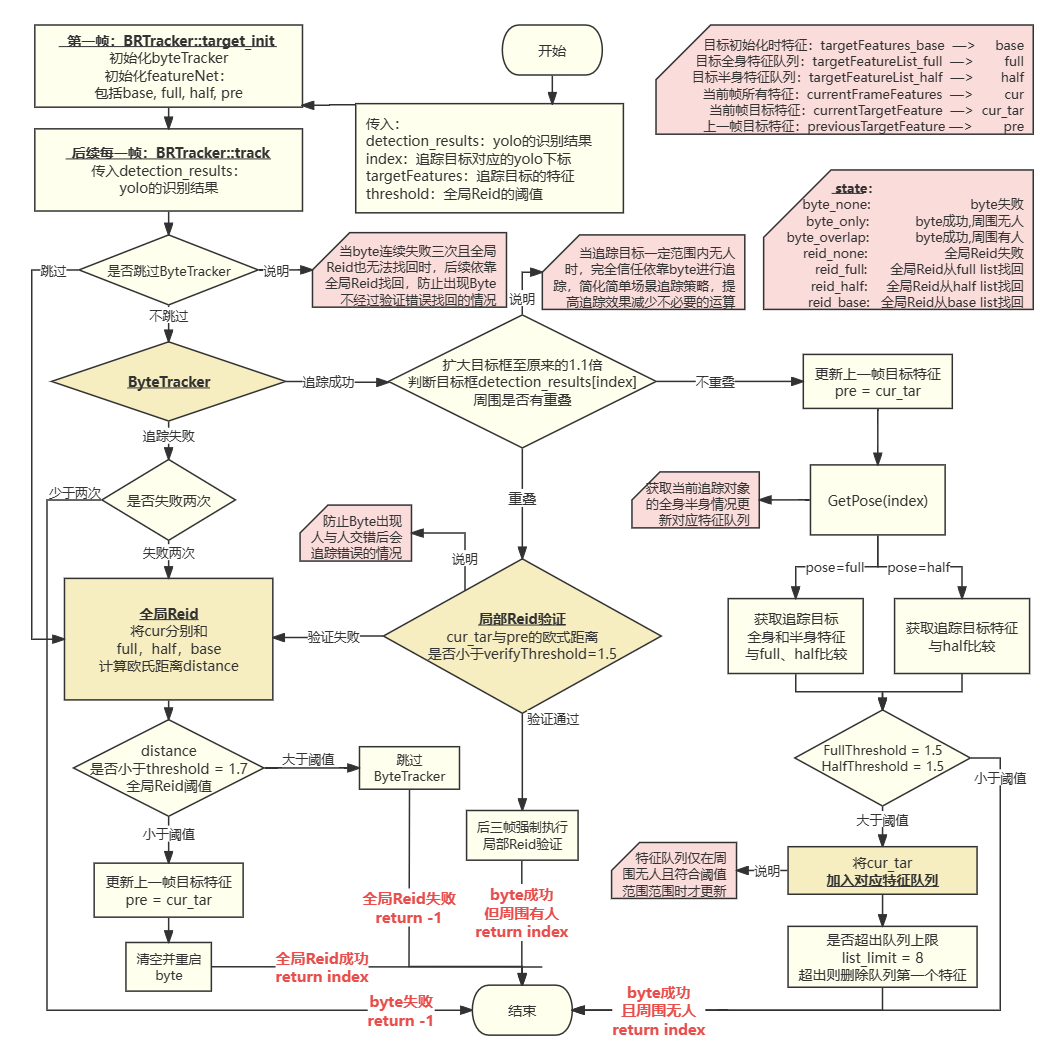 第一帧：BRTracker::target_init
初始化byteTracker
初始化featureNet：
包括base, full, half, pre
开始
目标初始化时特征：targetFeatures_base —> base
目标全身特征队列：targetFeatureList_full —> full
目标半身特征队列：targetFeatureList_half —> half
当前帧所有特征：currentFrameFeatures —> cur
当前帧目标特征：currentTargetFeature —> cur_tar
上一帧目标特征：previousTargetFeature —> pre
传入：
detection_results：yolo的识别结果
index：追踪目标对应的yolo下标
targetFeatures：追踪目标的特征
threshold：全局Reid的阈值
后续每一帧：BRTracker::track
传入detection_results：
yolo的识别结果
state：
byte_none: byte失败
byte_only: byte成功,周围无人
byte_overlap: byte成功,周围有人
reid_none: 全局Reid失败
reid_full: 全局Reid从full list找回
reid_half: 全局Reid从half list找回
reid_base: 全局Reid从base list找回
跳过
是否跳过ByteTracker
说明
当byte连续失败三次且全局
Reid也无法找回时，后续依靠
全局Reid找回，防止出现Byte
不经过验证错误找回的情况
说明
当追踪目标一定范围内无人
时，完全信任依靠byte进行追
踪，简化简单场景追踪策略，提
高追踪效果减少不必要的运算
不跳过
ByteTracker
追踪成功
扩大目标框至原来的1.1倍
判断目标框detection_results[index]
周围是否有重叠
不重叠
更新上一帧目标特征
pre = cur_tar
追踪失败
少于两次
是否失败两次
失败两次
重叠
防止Byte出现
人与人交错后会
追踪错误的情况
说明
获取当前追踪对象
的全身半身情况更
新对应特征队列
GetPose(index)
pose=full
pose=half
全局Reid
将cur分别和
full，half，base
计算欧氏距离distance
验证失败
局部Reid验证
cur_tar与pre的欧式距离
是否小于verifyThreshold=1.5
获取追踪目标
全身和半身特征
与full、half比较
获取追踪目标特征
与half比较
验证通过
distance
是否小于threshold = 1.7
全局Reid阈值
大于阈值
跳过
ByteTracker
FullThreshold = 1.5
HalfThreshold = 1.5
小于阈值
大于阈值
小于阈值
后三帧强制执行
局部Reid验证
特征队列仅在周
围无人且符合阈值
范围范围时才更新
说明
将cur_tar
加入对应特征队列
更新上一帧目标特征
pre = cur_tar
全局Reid失败
return -1
byte成功
但周围有人
return index
是否超出队列上限
list_limit = 8
超出则删除队列第一个特征
清空并重启
byte
全局Reid成功
return index
byte失败
return -1
结束
byte成功
且周围无人
return index